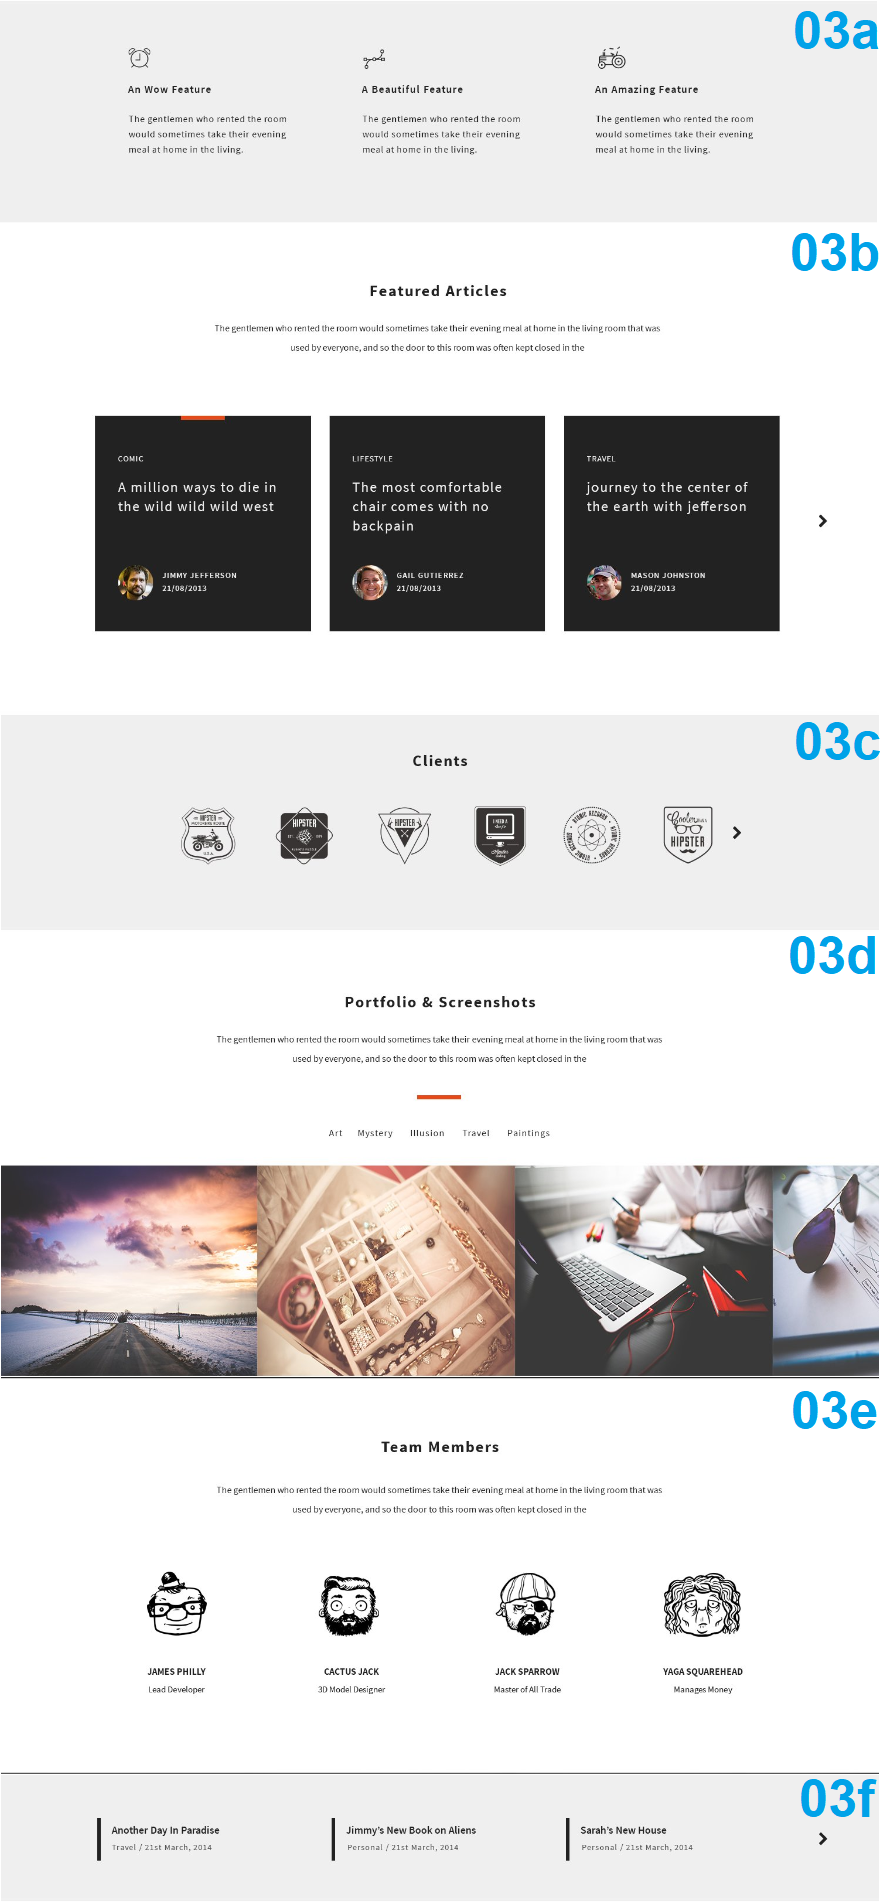 03a
An Wow Feature
The gentlemen who rented the room
would sometimes take their evening
meal at home in the living.
A Beautiful Feature
The gentlemen who rented the room
would sometimes take their evening
meal at home in the living.
An Amazing Feature
The gentlemen who rented the room
would sometimes take their evening
meal at home in the living.
03b
Featured Articles
The gentlemen who rented the room would sometimes take their evening meal at home in the living room that was
used by everyone, and so the door to this room was often kept closed in the
COMIC
A million ways to die in
the wild wild wild west
JIMMY JEFFERSON
21/08/2013
LIFESTYLE
The most comfortable
chair comes with no
backpain
GAIL GUTIERREZ
21/08/2013
TRAVEL
journey to the center of
the earth with jefferson
MASON JOHNSTON
21/08/2013
03c
Clients
HIPSTER
U.S.A.
HIPSTER
HIPSTER
ATOMIC RECORDS
HIPSTER
03d
Portfolio & Screenshots
The gentlemen who rented the room would sometimes take their evening meal at home in the living room that was
used by everyone, and so the door to this room was often kept closed in the
Art Mystery Illusion Travel Paintings
03e
Team Members
The gentlemen who rented the room would sometimes take their evening meal at home in the living room that was
used by everyone, and so the door to this room was often kept closed in the
JAMES PHILLY
Lead Developer
CACTUS JACK
3D Model Designer
JACK SPARROW
Master of All Trade
YAGA SQUAREHEAD
Manages Money
03f
Another Day In Paradise
Travel / 21st March, 2014
Jimmy's New Book on Aliens
Personal / 21st March, 2014
Sarah's New House
Personal / 21st March, 2014